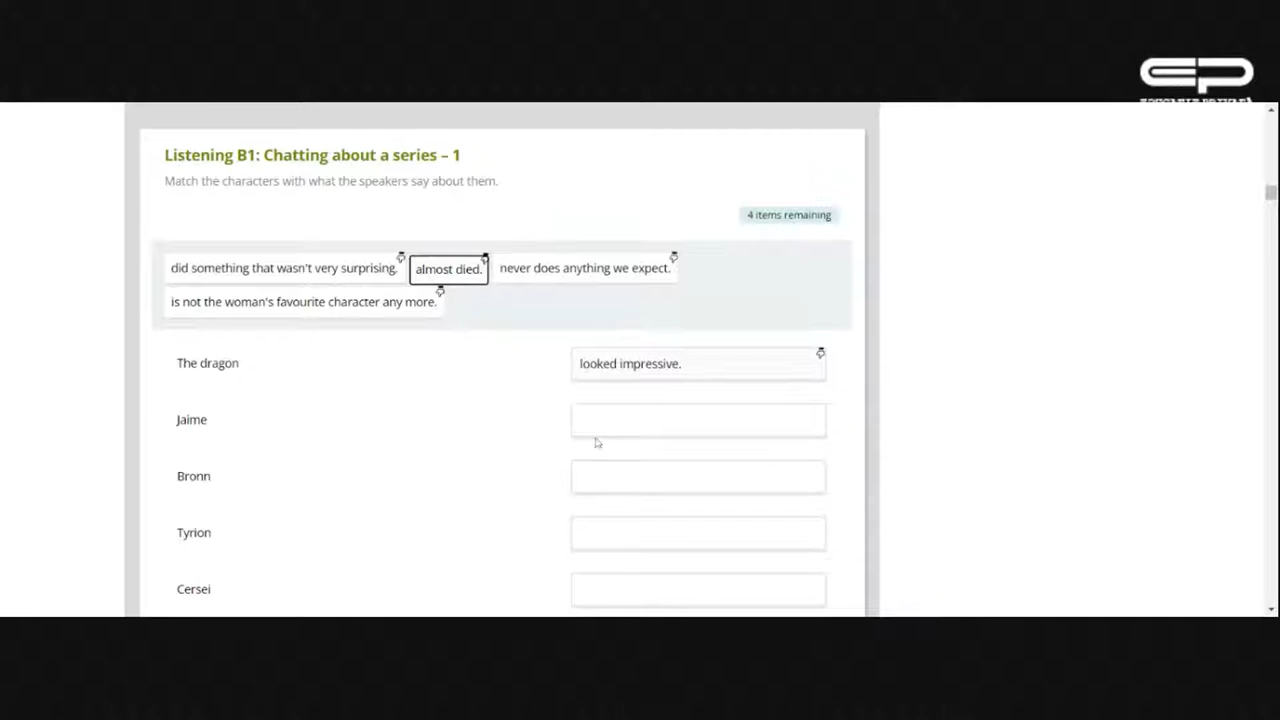 EP
Listening B1: Chatting about a series – 1
Match the characters with what the speakers say about them.
4 items remaining
did something that wasn't very surprising. almost died. never does anything we expect.
is not the woman's favourite character any more.
The dragon looked impressive.
Jaime
Bronn
Tyrion
Cersei